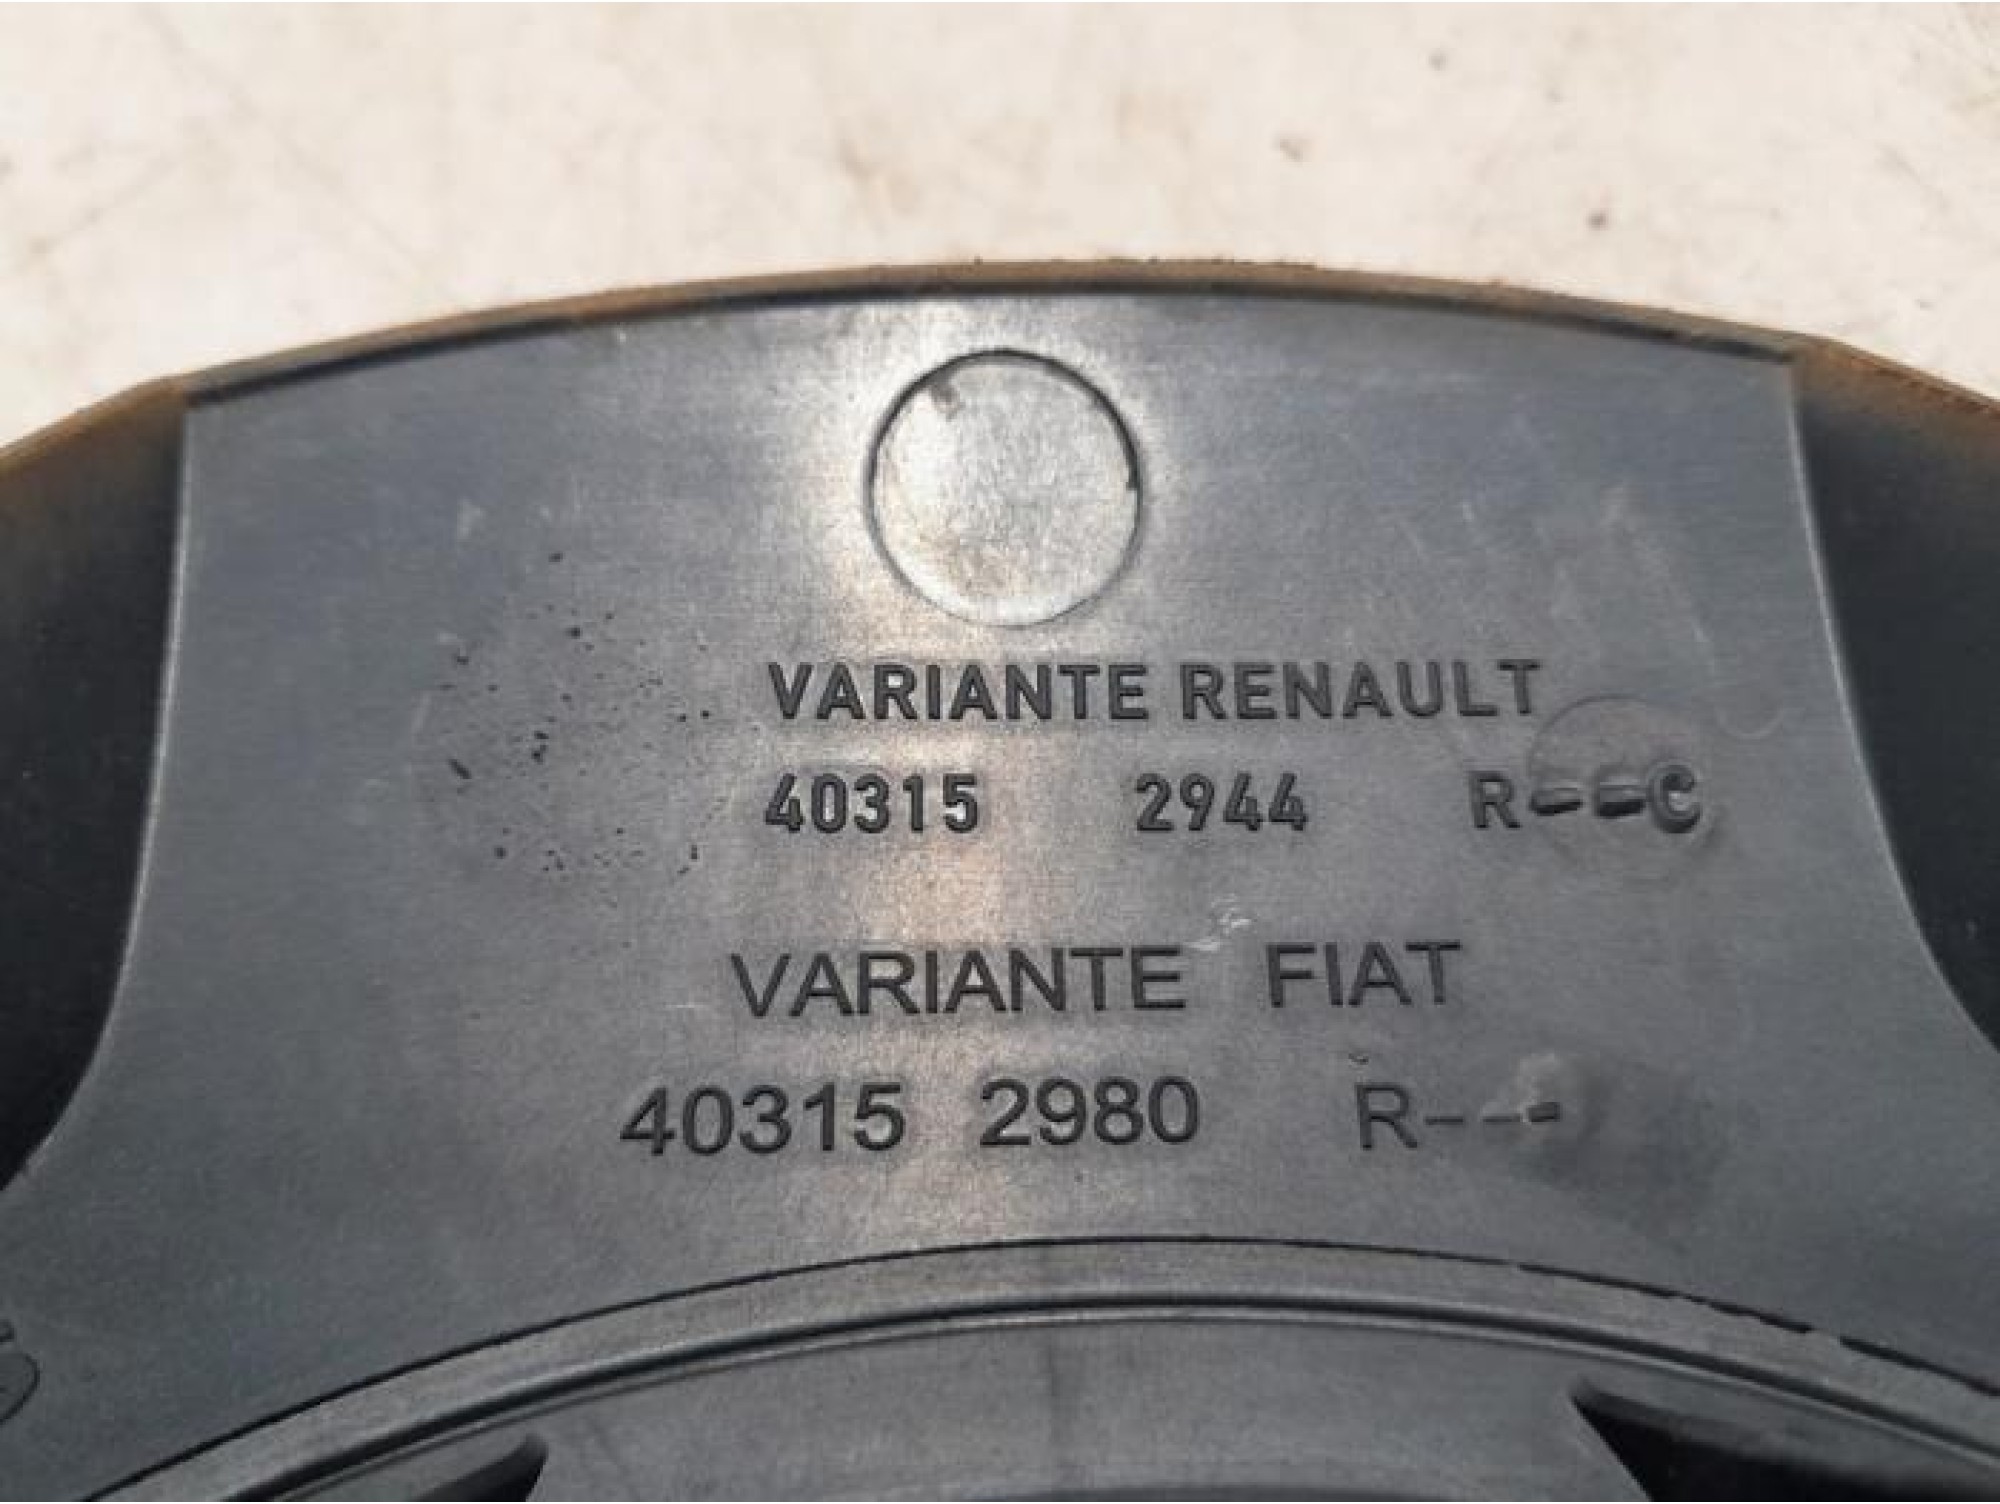 VARIANTE RENAULT
40315 2944 R---C
VARIANTE FIAT
40315 2980 R---